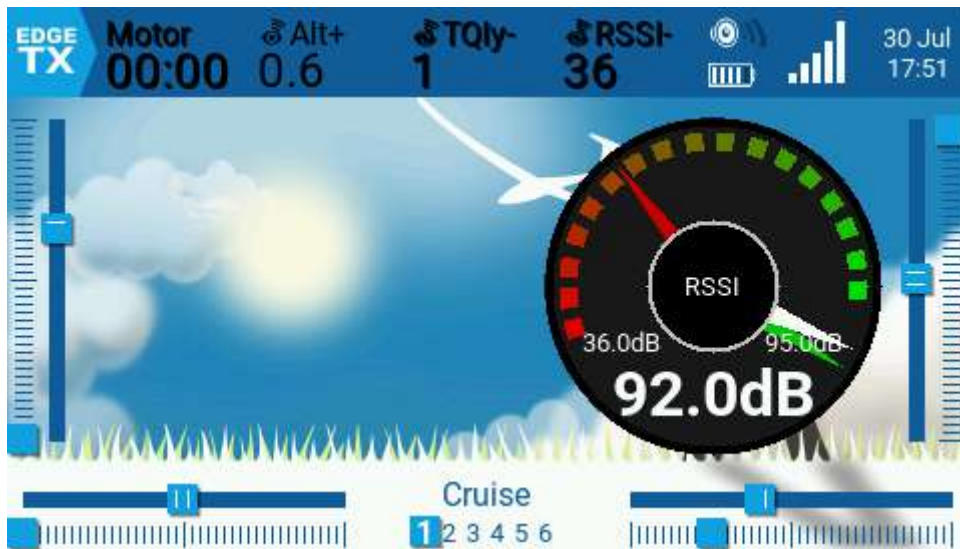 EDGE
TX
Motor
00:00
Alt+
0.6
TQly-
1
RSSI-
36
30 Jul
17:51
RSSI
36.0dB
95.0dB
92.0dB
Cruise
1 2 3 4 5 6